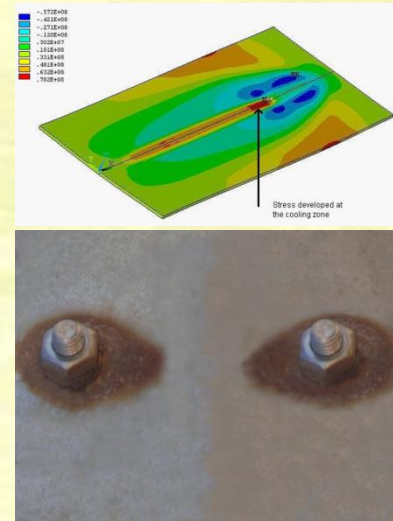 -.572E+08
-.421E+08
-.271E+08
-.120E+08
.302E+07
.181E+08
.331E+08
.481E+08
.632E+08
.782E+08
Stress developed at
the cooling zone